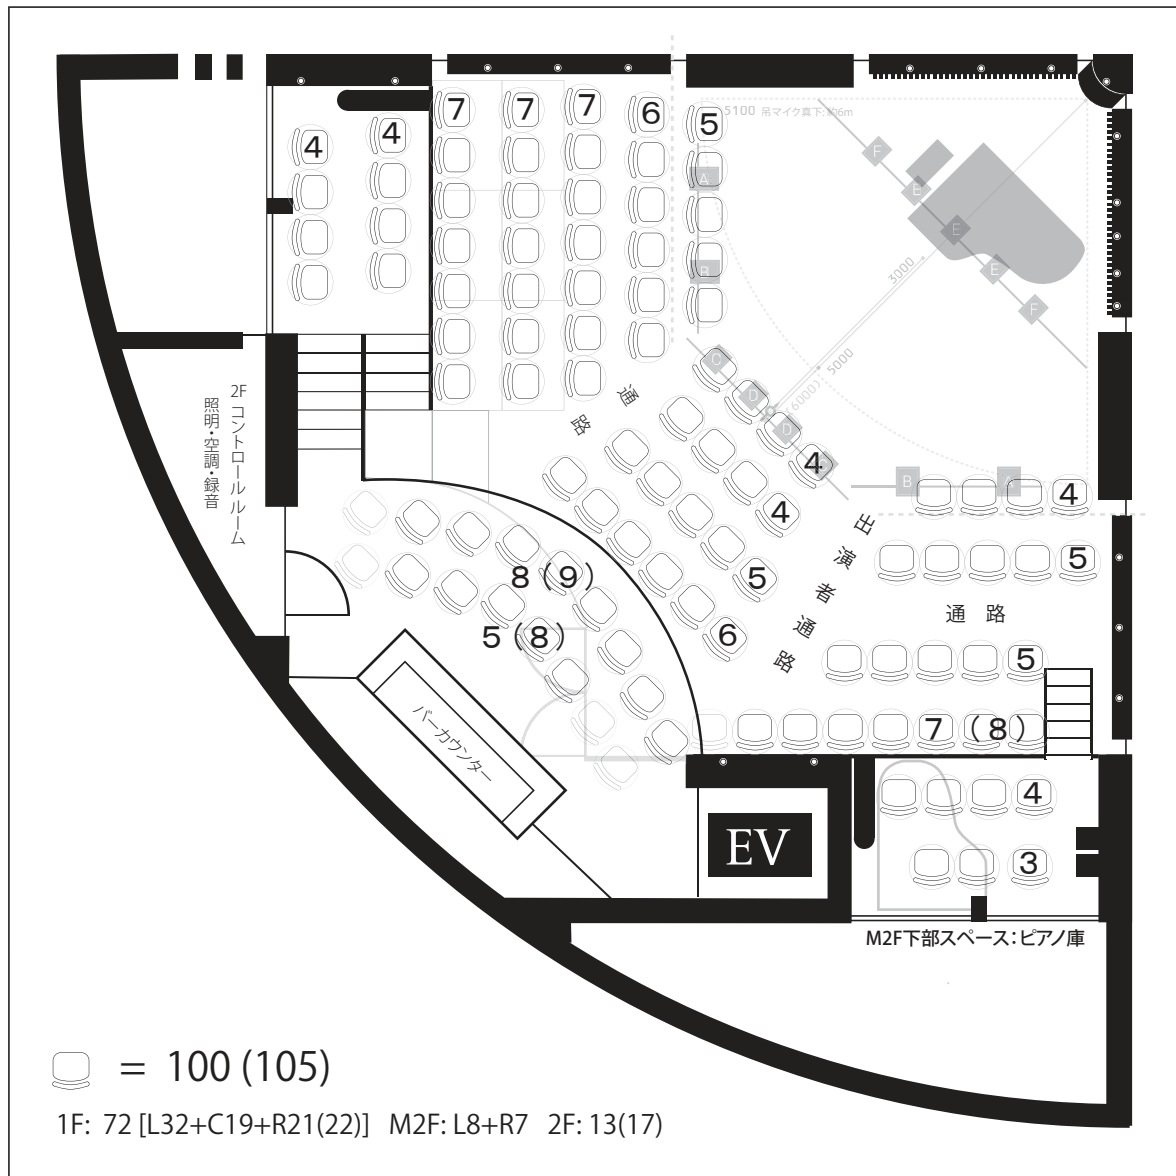 7
7
7
6
5
4
4
5100 吊マイク真下: 約6m
F
E
E
E
F
A
B
3000
5000
(6000)
C
D
D
C
通路
2F コントロールルーム
照明・空調・録音
4
4
5
6
B
A
4
5
出演者通路
通 路
5
7 (8)
8 (9)
5 (8)
バーカウンター
EV
4
3
M2F下部スペース：ピアノ庫
= 100 (105)
1F: 72 [L32+C19+R21(22)] M2F: L8+R7 2F: 13(17)